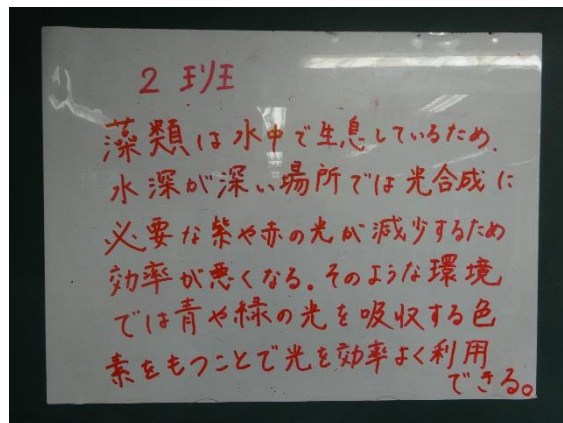 2 班
藻類は水中で生息しているため、
水深が深い場所では光合成に
必要な紫や赤の光が減少するため
効率が悪くなる。そのような環境
では青や緑の光を吸収する色
素をもつことで光を効率よく利用
できる。